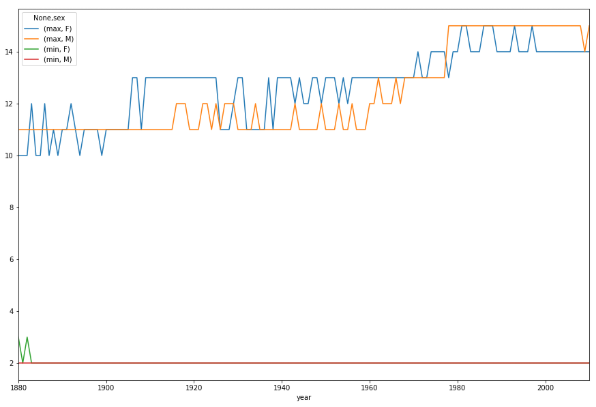 None,sex
(max, F)
(max, M)
(min, F)
(min, M)
14
12
10
8
6
4
2
1880 1900 1920 1940 1960 1980 2000
year